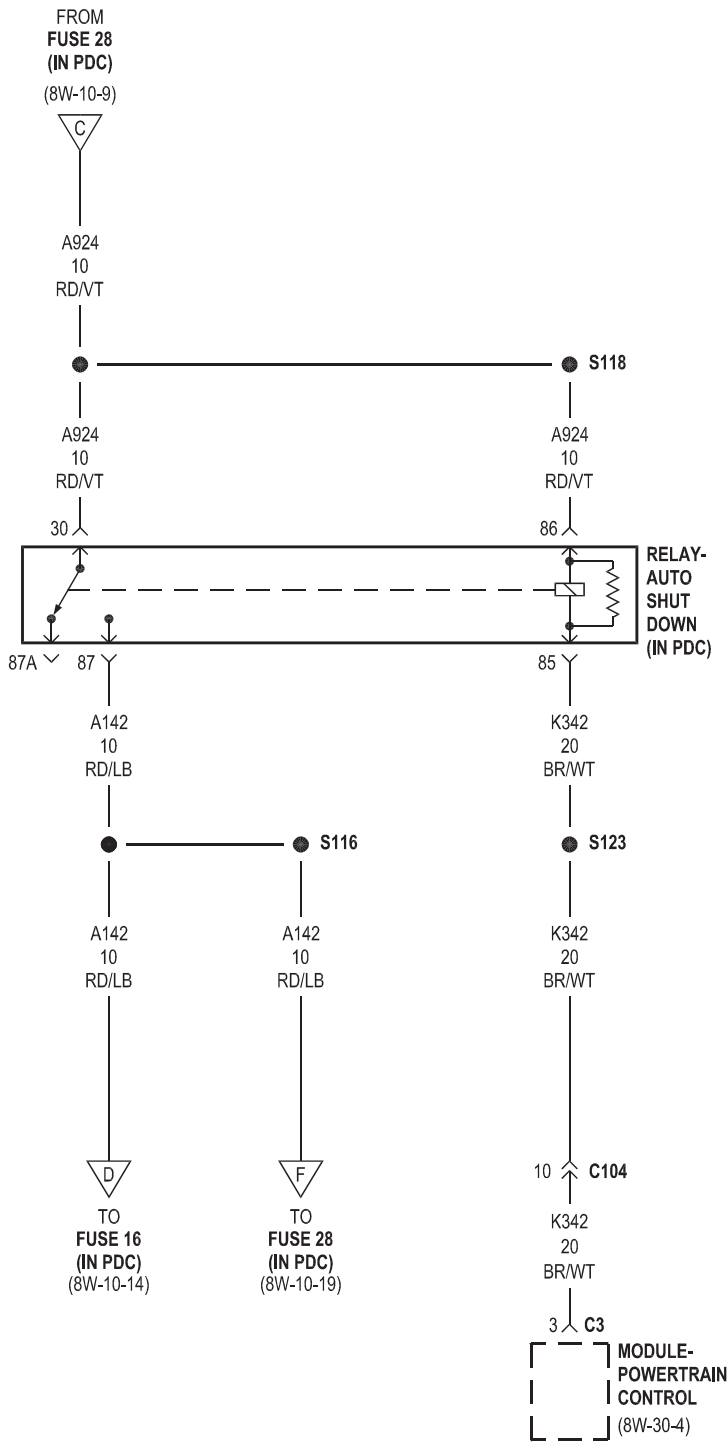 FROM
FUSE 28
(IN PDC)
(8W-10-9)
C
A924
10
RD/VT
S118
A924
10
RD/VT
A924
10
RD/VT
30
86
RELAY-
AUTO
SHUT
DOWN
(IN PDC)
87A
87
85
A142
10
RD/LB
K342
20
BR/WT
S116
S123
A142
10
RD/LB
A142
10
RD/LB
K342
20
BR/WT
D
TO
FUSE 16
(IN PDC)
(8W-10-14)
F
TO
FUSE 28
(IN PDC)
(8W-10-19)
10
C104
K342
20
BR/WT
3
C3
MODULE-
POWERTRAIN
CONTROL
(8W-30-4)